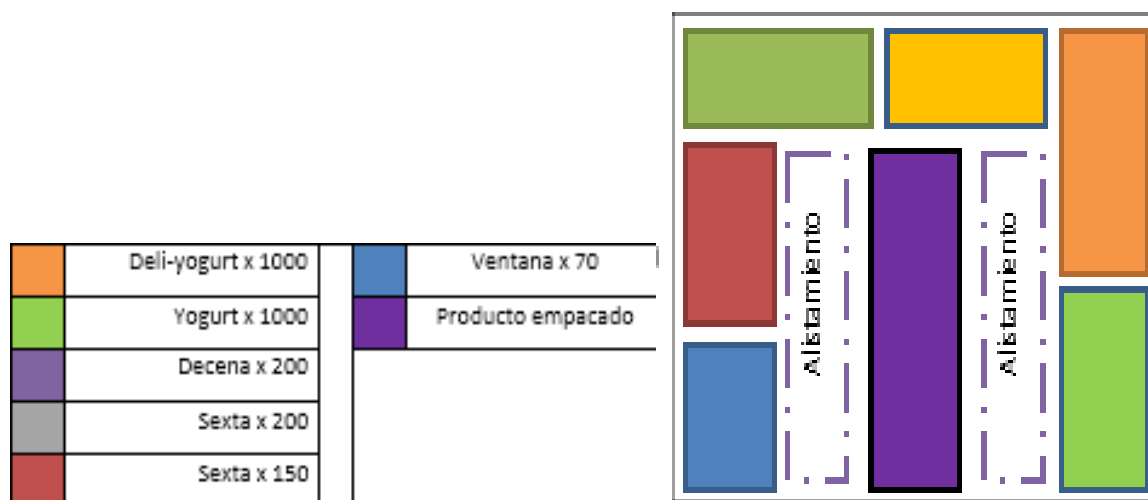 Deli-yogurt x 1000
Ventana x 70
Yogurt x 1000
Producto empacado
Decena x 200
Sexta x 200
Sexta x 150
Alistamiento
Alistamiento